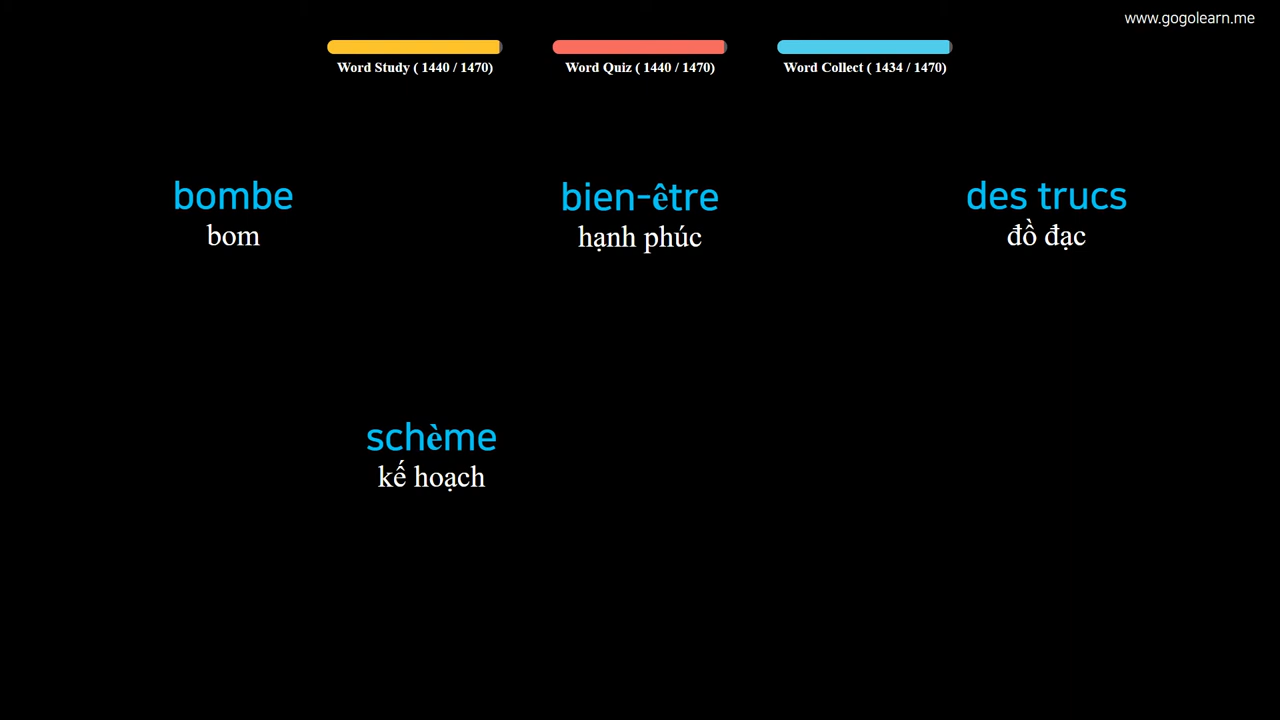 www.gogolearn.me
Word Study ( 1440 / 1470)
Word Quiz ( 1440 / 1470)
Word Collect ( 1434 / 1470)
bombe
bom
bien-être
hạnh phúc
des trucs
đồ đạc
schème
kế hoạch